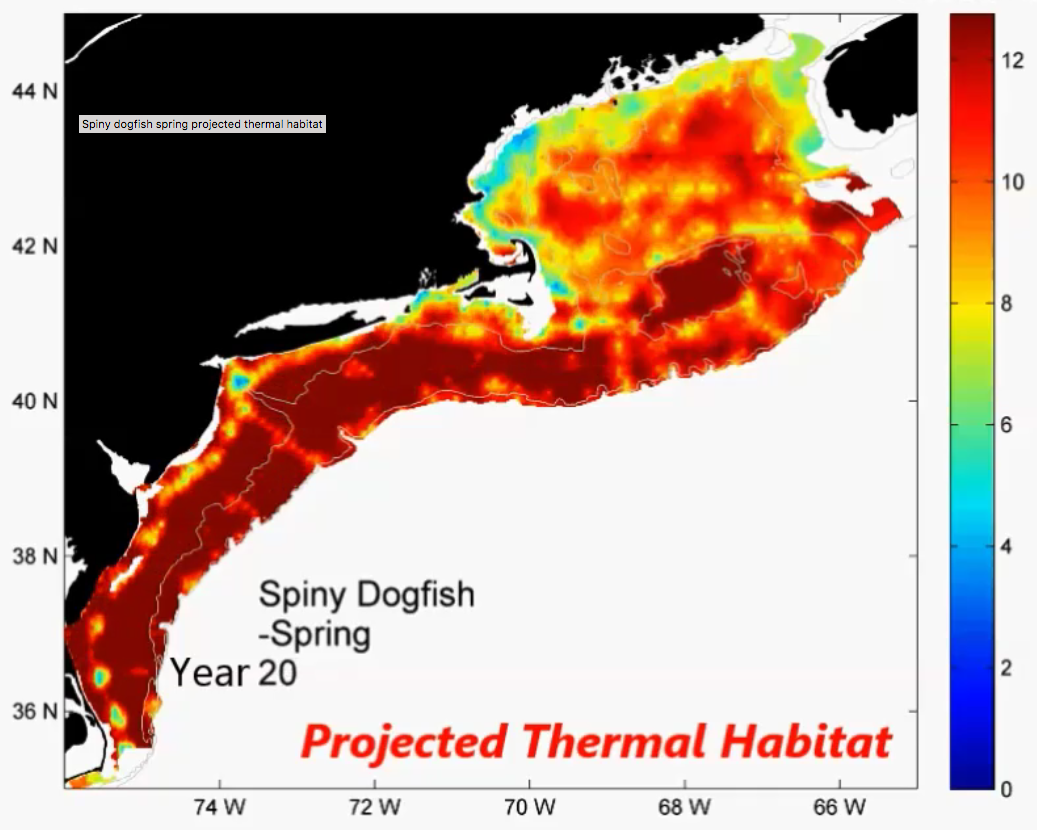 12
44 N
Spiny dogfish spring projected thermal habitat
10
42 N
8
40 N
6
4
38 N
Spiny Dogfish
-Spring
2
Year 20
36 N
Projected Thermal Habitat
0
74 W 72 W 70 W 68 W 66 W